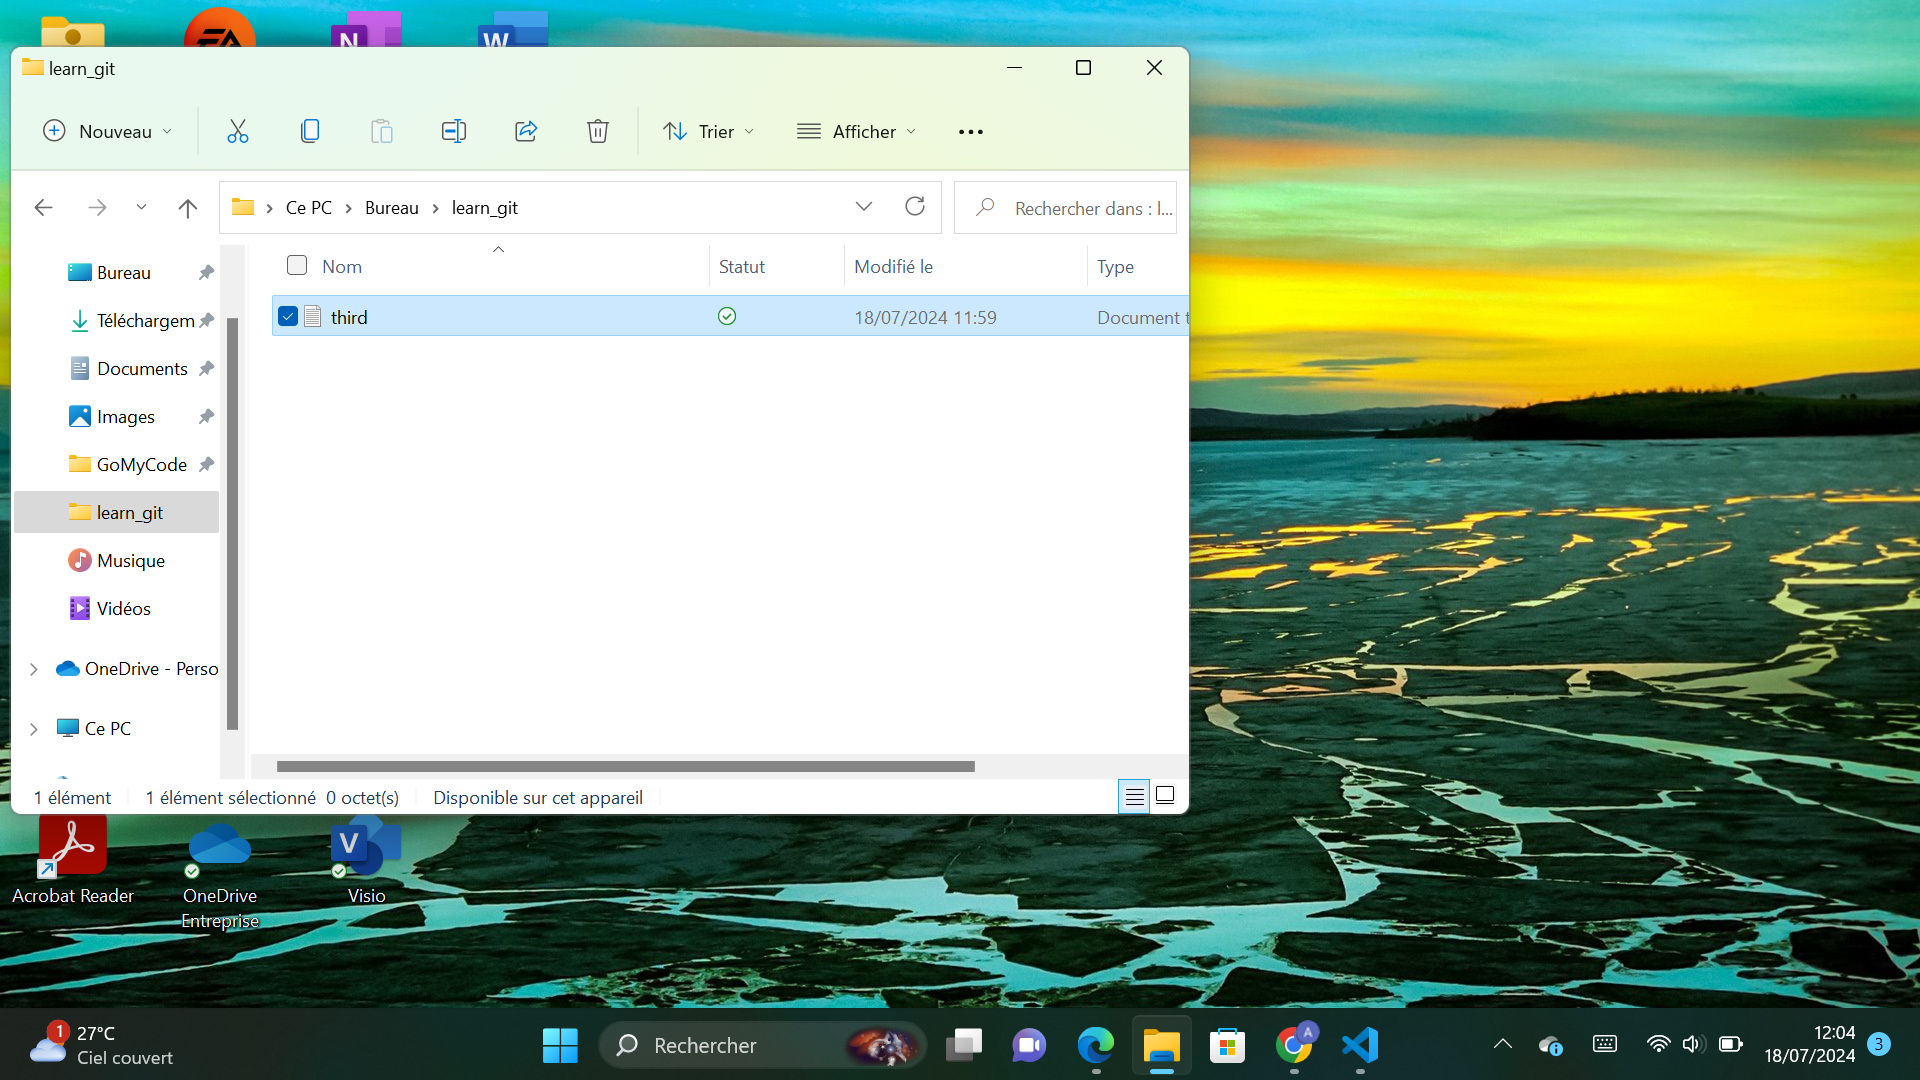 EA
N
W
learn_git
Nouveau
Trier
Afficher
Ce PC
Bureau
learn_git
Rechercher dans : l...
Nom
Statut
Modifié le
Type
third
18/07/2024 11:59
Document t
Bureau
Téléchargem
Documents
Images
GoMyCode
learn_git
Musique
Vidéos
OneDrive - Perso
Ce PC
1 élément
1 élément sélectionné 0 octet(s)
Disponible sur cet appareil
V
Acrobat Reader
OneDrive
Entreprise
Visio
1
27°C
Ciel couvert
Rechercher
A
12:04
18/07/2024
3